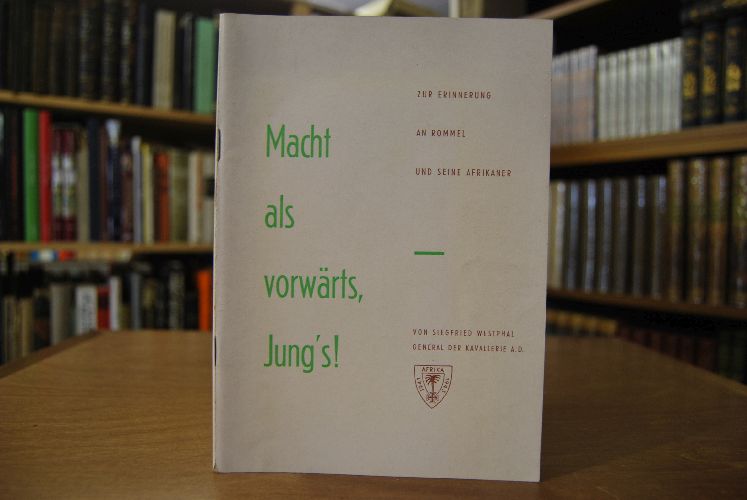 Macht
als
vorwärts,
Jung's!
ZUR ERINNERUNG
AN ROMMEL
UND SEINE AFRIKANER
VON SIEGFRIED WESTPHAL
GENERAL DER KAVALLERIE A.D.
AFRIKA